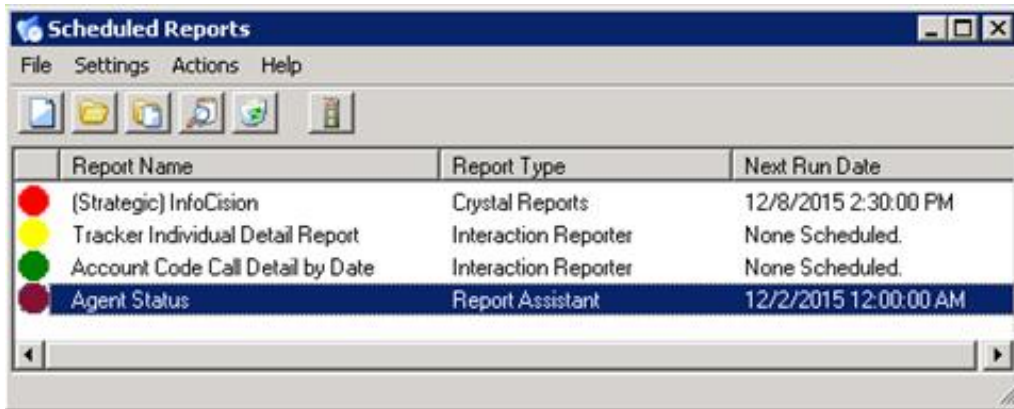 Scheduled Reports
File Settings Actions Help
Report Name Report Type Next Run Date
(Strategic) InfoCision Crystal Reports 12/8/2015 2:30:00 PM
Tracker Individual Detail Report Interaction Reporter None Scheduled.
Account Code Call Detail by Date Interaction Reporter None Scheduled.
Agent Status Report Assistant 12/2/2015 12:00:00 AM